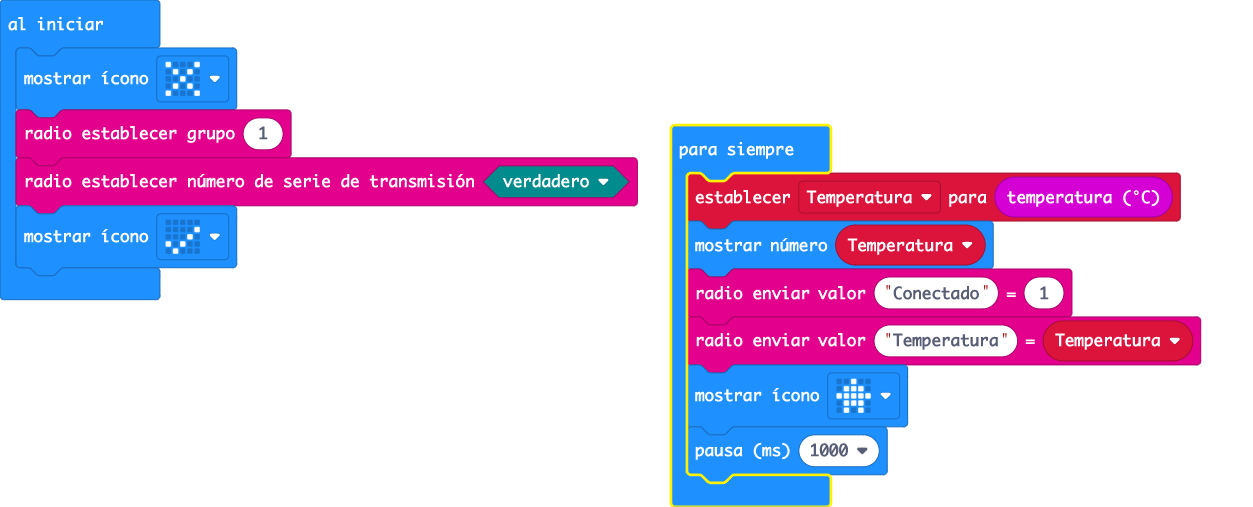 al iniciar
mostrar ícono
radio establecer grupo 1
radio establecer número de serie de transmisión verdadero
mostrar ícono
para siempre
establecer Temperatura para temperatura (°C)
mostrar número Temperatura
radio enviar valor "Conectado" = 1
radio enviar valor "Temperatura" = Temperatura
mostrar ícono
pausa (ms) 1000